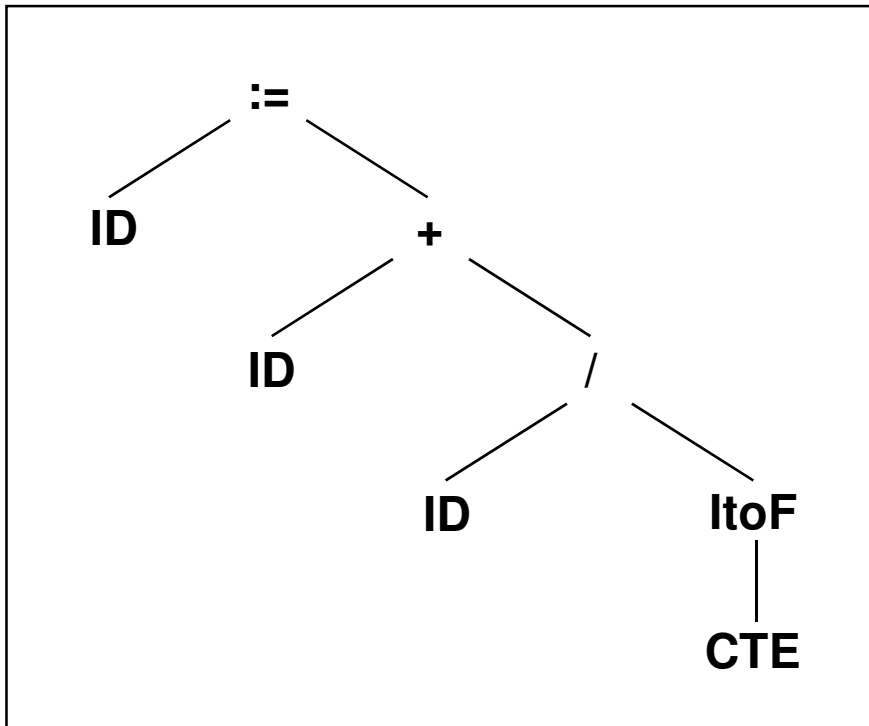 :=
ID
+
ID
/
ID
ItoF
CTE